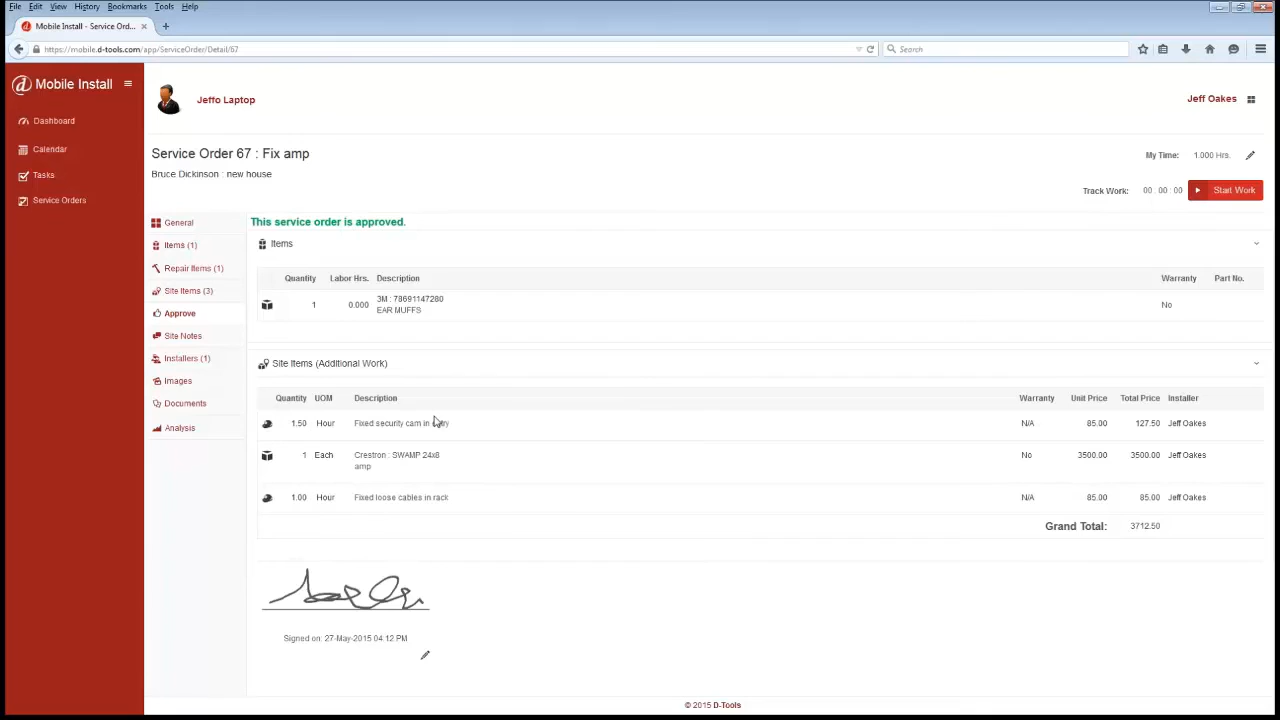 File Edit View History Bookmarks Tools Help
Mobile Install - Service Ord...
https://mobile.d-tools.com/app/ServiceOrder/Detail/67
Search
Mobile Install
Dashboard
Calendar
Tasks
Service Orders
Jeffo Laptop
Jeff Oakes
Service Order 67 : Fix amp
Bruce Dickinson : new house
My Time: 1.000 Hrs.
Track Work: 00 : 00 : 00 Start Work
General
Items (1)
Repair Items (1)
Site Items (3)
Approve
Site Notes
Installers (1)
Images
Documents
Analysis
This service order is approved.
Items
Quantity Labor Hrs. Description Warranty Part No.
1 0.000 3M : 78691147280 No
EAR MUFFS
Site Items (Additional Work)
Quantity UOM Description Warranty Unit Price Total Price Installer
1.50 Hour Fixed security cam in N/A 85.00 127.50 Jeff Oakes
1 Each Crestron : SWAMP 24x8 No 3500.00 3500.00 Jeff Oakes
amp
1.00 Hour Fixed loose cables in rack N/A 85.00 85.00 Jeff Oakes
Grand Total: 3712.50
Signed on: 27-May-2015 04:12 PM
© 2015 D-Tools